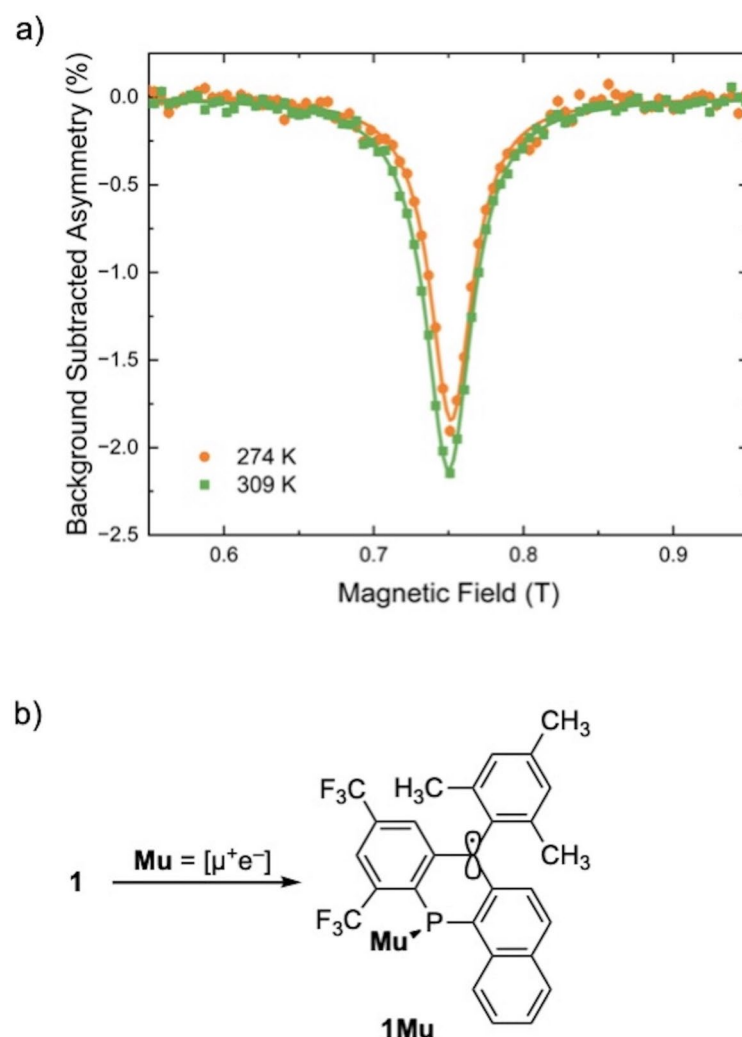 a)
Background Subtracted Asymmetry (%)
0.0
−0.5
−1.0
−1.5
−2.0
−2.5
274 K
309 K
0.6 0.7 0.8 0.9
Magnetic Field (T)
b)
CH₃
H₃C
F₃C
CH₃
1 Mu = [μ⁺e⁻]
F₃C
P
Mu
1Mu